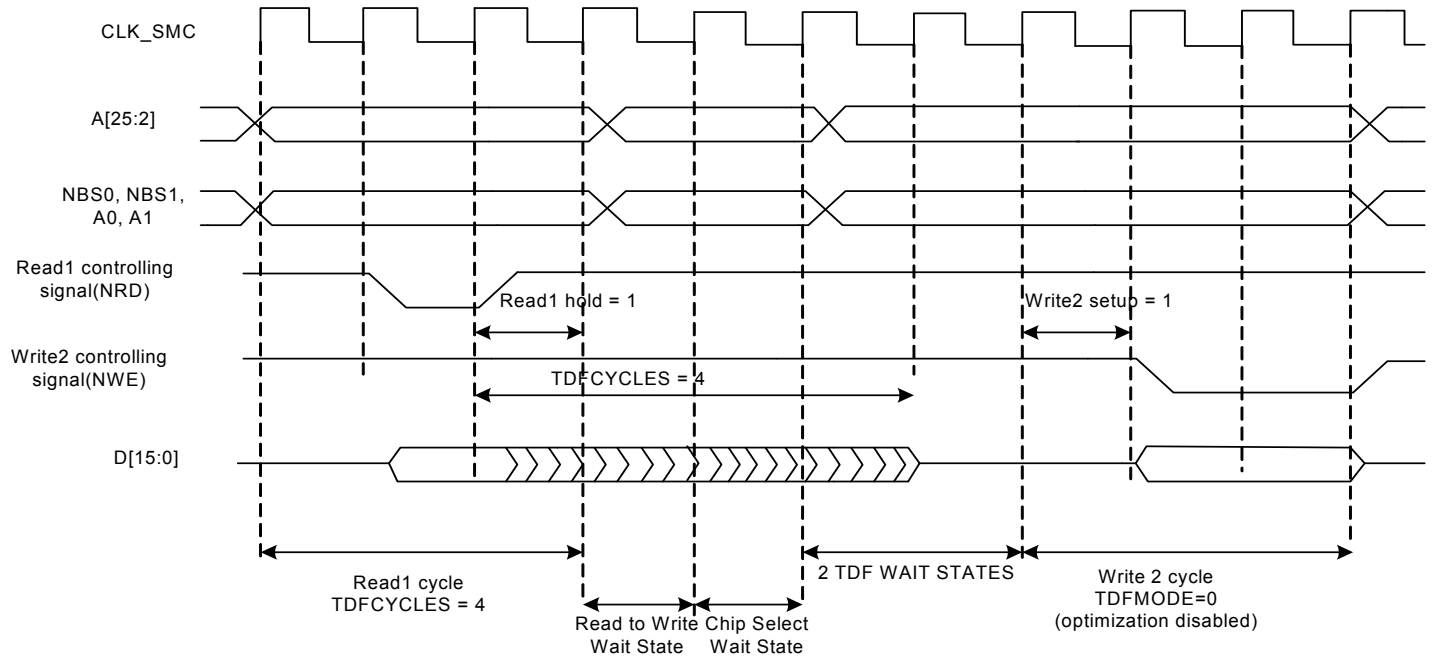 CLK_SMC
A[25:2]
NBS0, NBS1,
A0, A1
Read1 controlling
signal(NRD)
Read1 hold = 1
Write2 setup = 1
Write2 controlling
signal(NWE)
TDFCYCLES = 4
D[15:0]
Read1 cycle
TDFCYCLES = 4
Read to Write
Wait State
Chip Select
Wait State
2 TDF WAIT STATES
Write 2 cycle
TDFMODE=0
(optimization disabled)